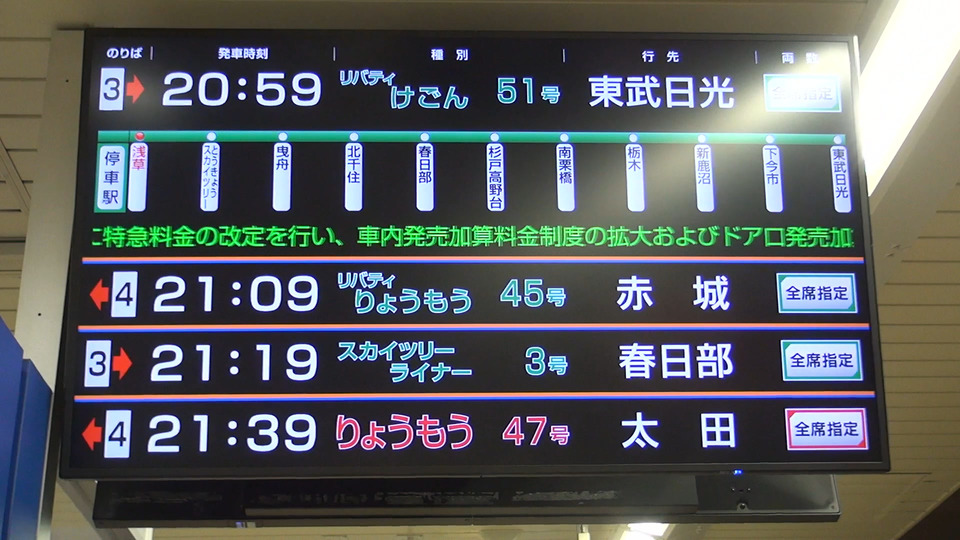 のりば 発車時刻 種別 行先 両数
3 20:59 リバティ けごん 51号 東武日光 全席指定
停車駅 浅草 とうきょうスカイツリー 曳舟 北千住 春日部 杉戸高野台 南栗橋 栃木 新鹿沼 下今市 東武日光
に特急料金の改定を行い、車内発売加算料金制度の拡大およびドア口発売加
4 21:09 リバティ りょうもう 45号 赤城 全席指定
3 21:19 スカイツリーライナー 3号 春日部 全席指定
4 21:39 りょうもう 47号 太田 全席指定